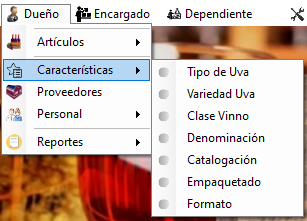 Dueño Encargado Dependiente
Artículos
Características
Proveedores
Personal
Reportes
Tipo de Uva
Variedad Uva
Clase Vinno
Denominación
Catalogación
Empaquetado
Formato